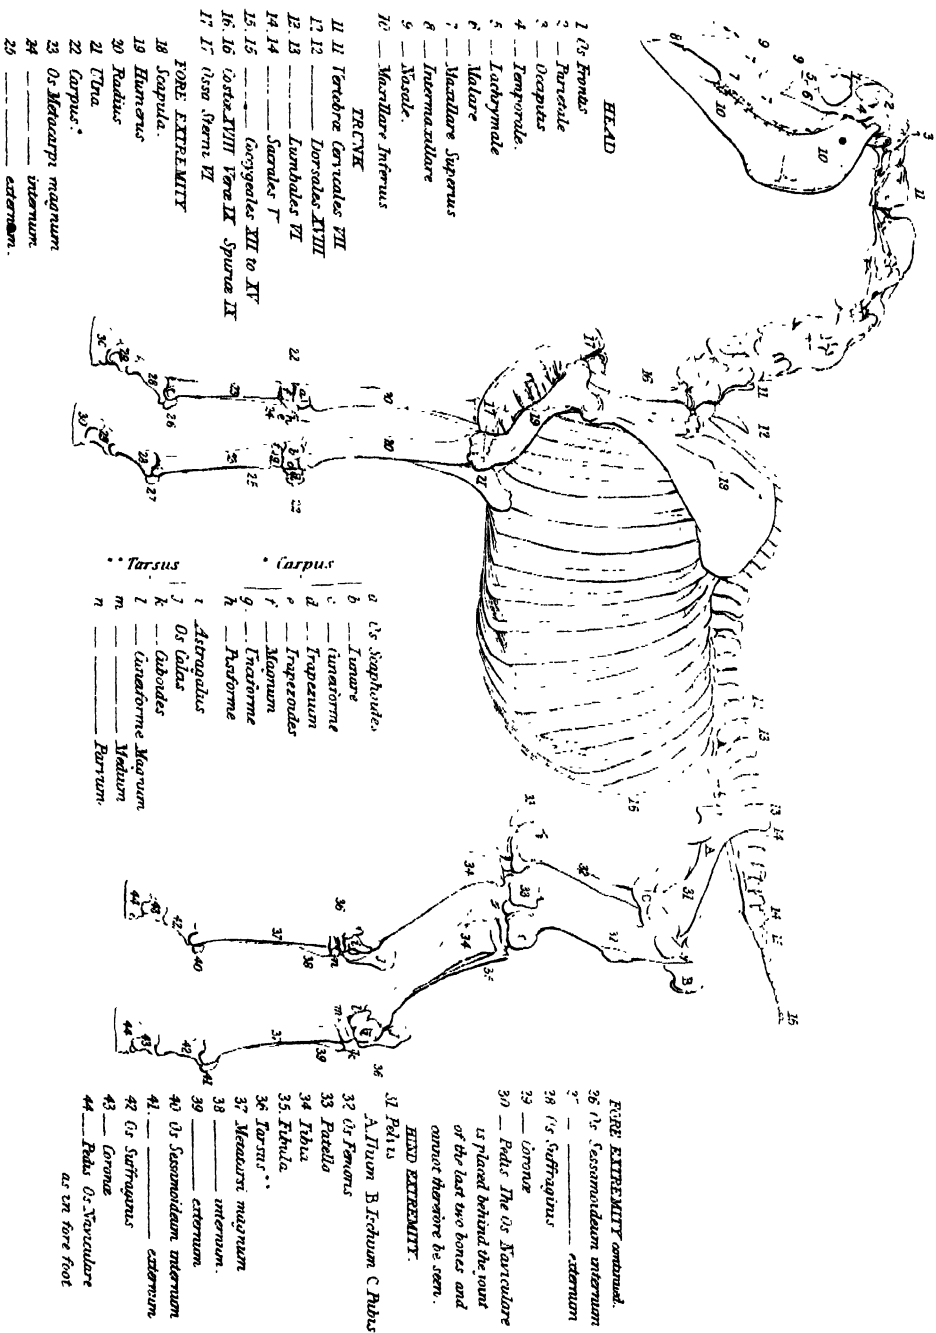 HEAD
1 Os Frontis
2 — Parietale
3 — Occipitis
4 — Temporale.
5 — Lachrymale
6 — Malare
7 — Maxillare Superus
8 — Intermaxillare
9 — Nasale.
10 — Maxillare Inferius
TRUNK
11 11 Vertebræ Cervicales VII
12 12 ——— Dorsales XVIII
13 13 ——— Lumbales VI
14. 14 ——— Sacrales V
15. 15 ——— Coccygeales XII to XV
16. 16 Costæ XVIII Veræ IX Spuriæ IX
17. 17 Ossa Sterni VI
FORE EXTREMITY
18 Scapula.
19 Humerus
20 Radius
21 Ulna
22 Carpus.*
23 Os Metacarpi magnum
24 ——— internum
25 ——— externum.
* Carpus
a Os Scaphoides
b — Lunare
c — Cuneiforme
d — Trapezium
e — Trapezoides
f — Magnum
g. — Unciforme
h — Pisiforme
** Tarsus
i Astragalus
j Os Calas
k — Cuboides
l — Cuneiforme Magnum
m ——— Medium
n ——— Parvum
FORE EXTREMITY continued.
26 Os Sessamoideum internum
27 ——— externum
28 Os Suffraginis
29 — Coronæ
30 — Pedis The Os Naviculare
is placed behind the joint
of the last two bones and
cannot therefore be seen.
HIND EXTREMITY.
31 Pelvis
A. Ilium B. Ischium C. Pubis
32 Os Femoris
33 Patella
34 Tibia
35. Fibula
36 Tarsus**
37 Metatarsi magnum
38 ——— internum.
39 ——— externum
40 Os Sessamoideum internum
41. ——— externum
42 Os Suffraginis
43 — Coronæ
44 — Pedis Os Naviculare
as in fore foot